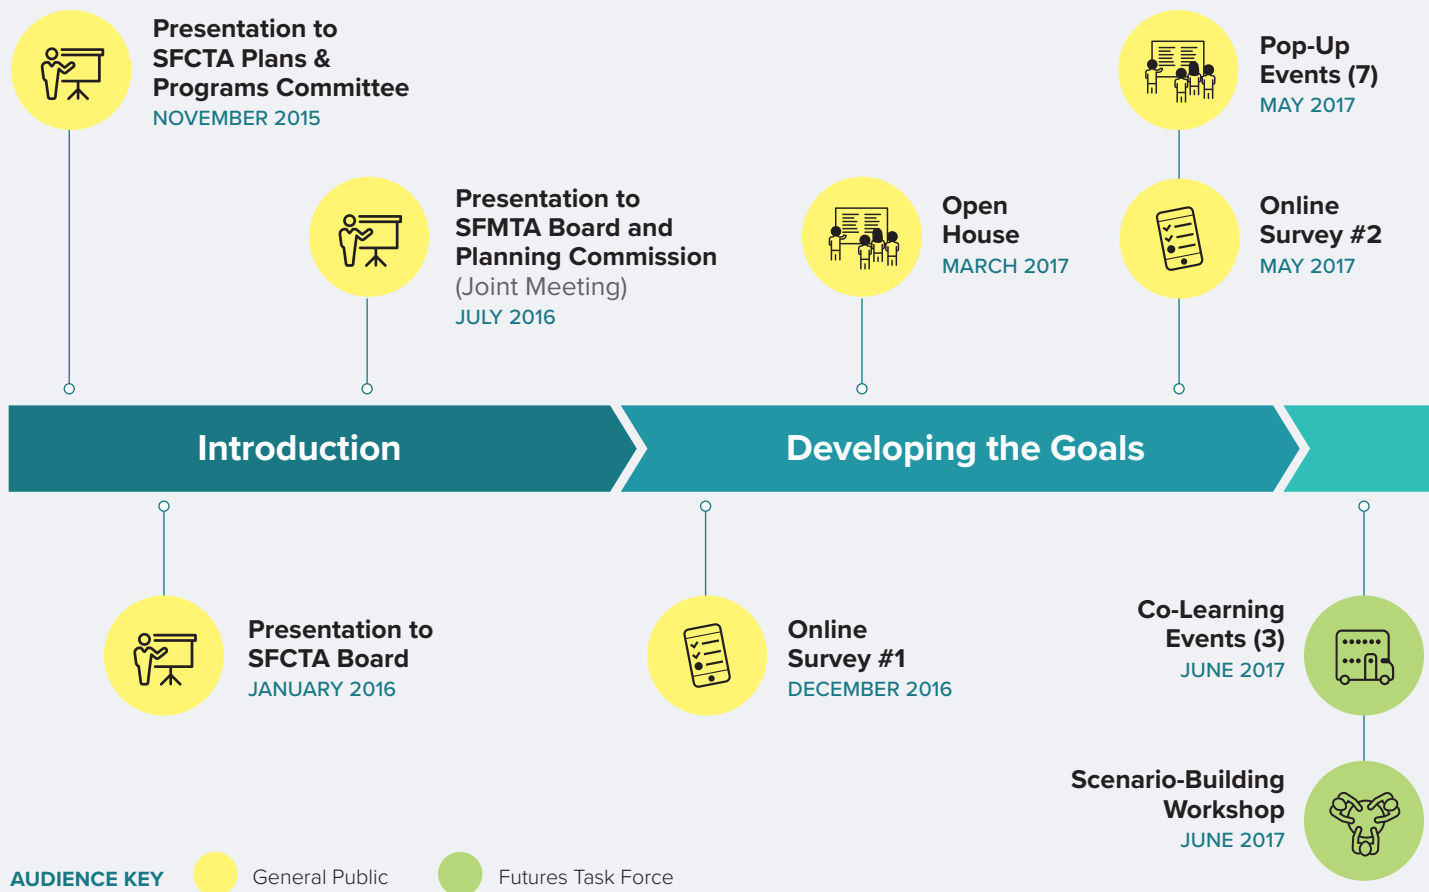 Presentation to
SFCTA Plans &
Programs Committee
NOVEMBER 2015
Presentation to
SFMTA Board and
Planning Commission
(Joint Meeting)
JULY 2016
Open
House
MARCH 2017
Pop-Up
Events (7)
MAY 2017
Online
Survey #2
MAY 2017
Introduction
Developing the Goals
Presentation to
SFCTA Board
JANUARY 2016
Online
Survey #1
DECEMBER 2016
Co-Learning
Events (3)
JUNE 2017
Scenario-Building
Workshop
JUNE 2017
AUDIENCE KEY General Public Futures Task Force